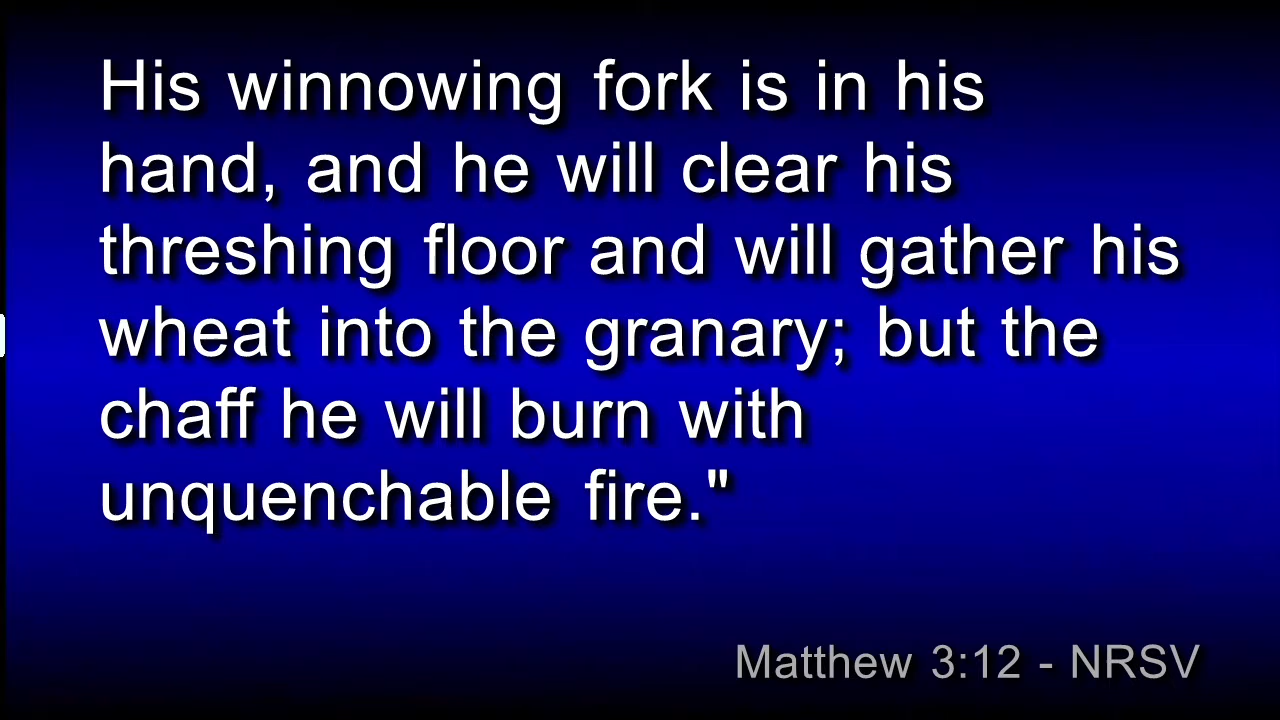 His winnowing fork is in his
hand, and he will clear his
threshing floor and will gather his
wheat into the granary; but the
chaff he will burn with
unquenchable fire."
Matthew 3:12 - NRSV